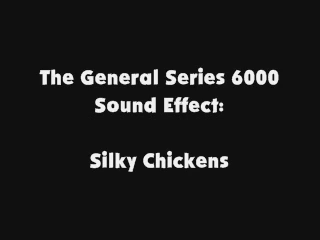 The General Series 6000
Sound Effect:
Silky Chickens